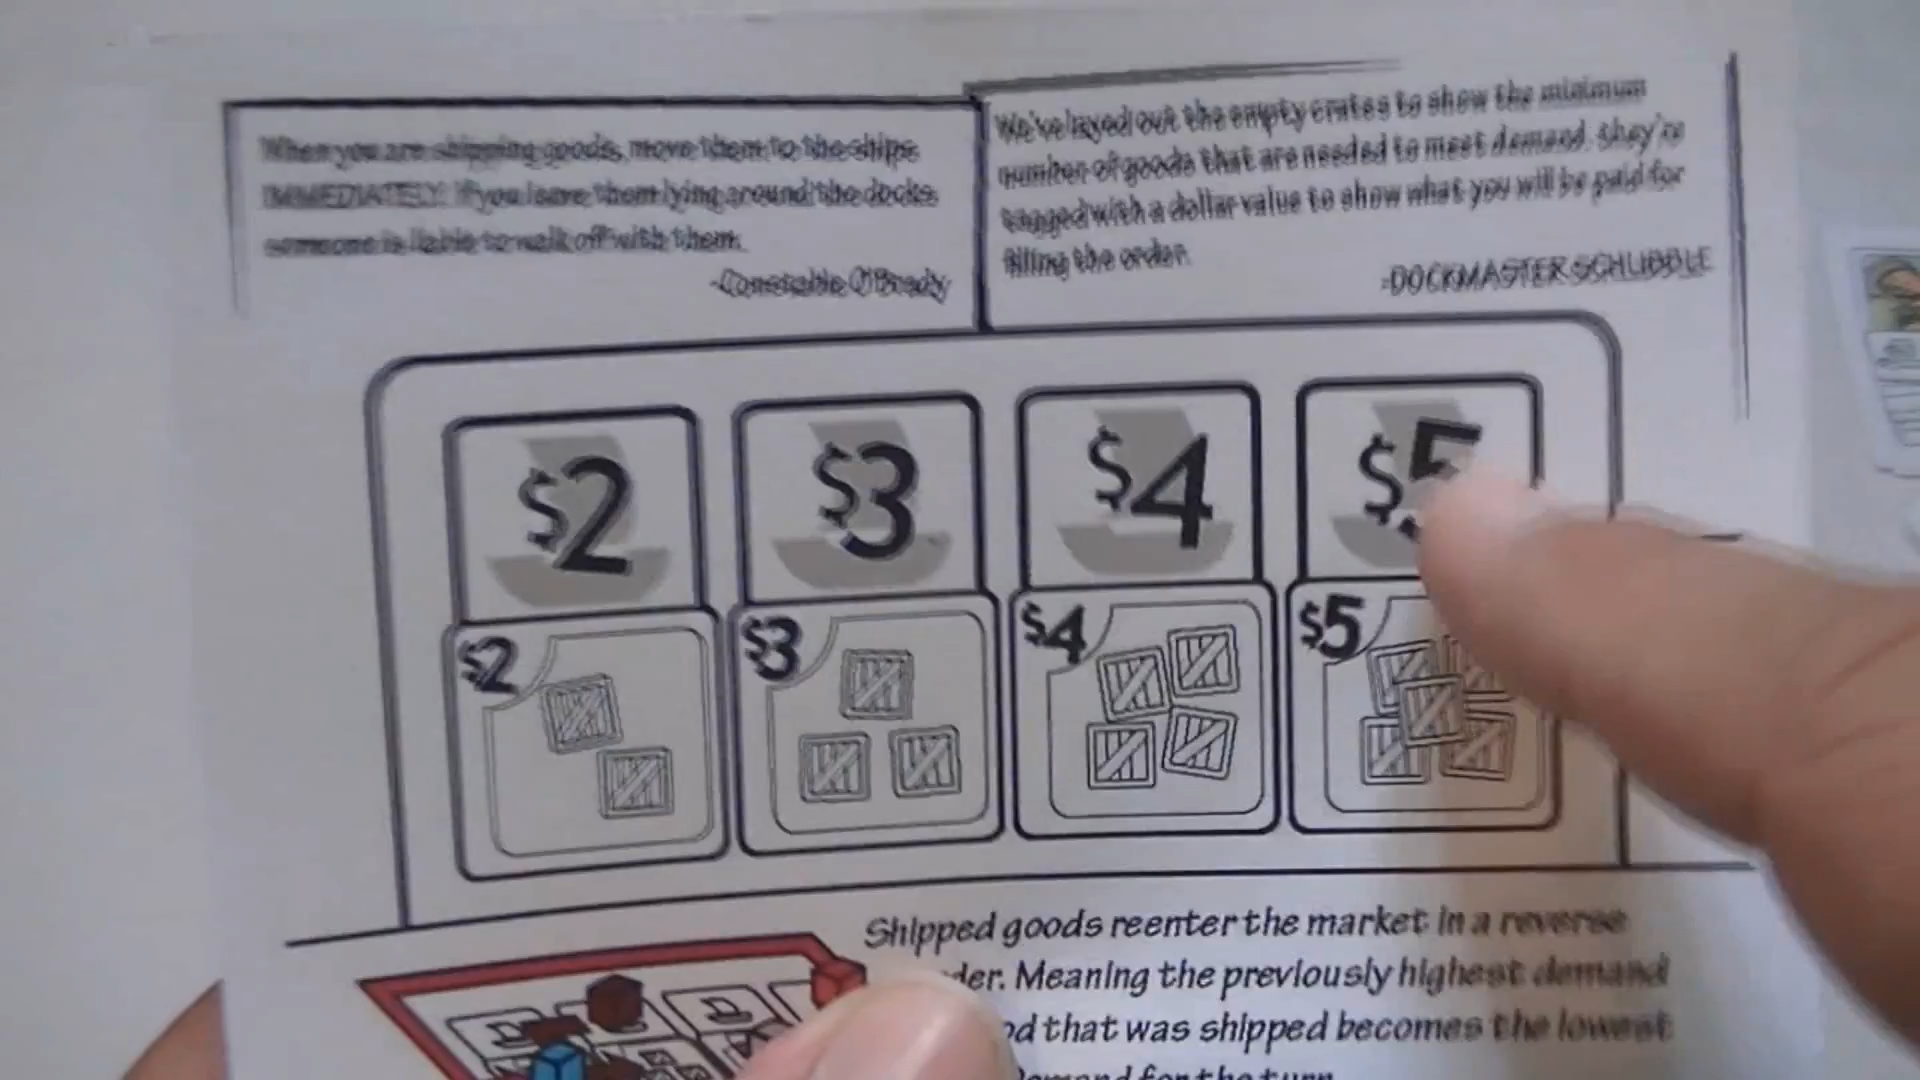 When you are shipping goods, move them to the ships
IMMEDIATELY. If you leave them lying around the docks
someone is liable to walk off with them.
-Constable O'Brady
We've layed out the empty crates to show the minimum
number of goods that are needed to meet demand. they're
tagged with a dollar value to show what you will be paid for
filling the order.
-DOCKMASTER SCHUBBLE
$2 $3 $4 $5
$2 $3 $4 $5
Shipped goods reenter the market in a reverse
Meaning the previously highest demand
that was shipped becomes the lowest
for the turn